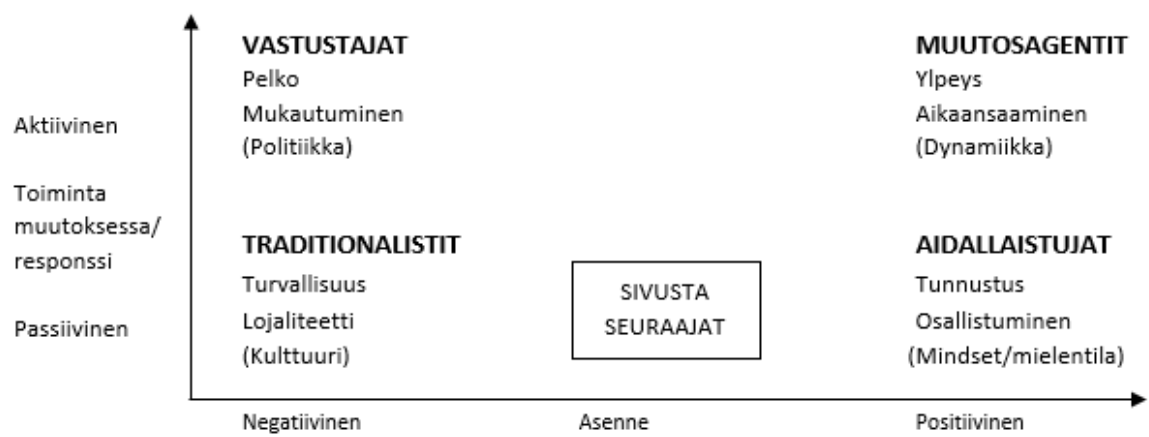 VASTUSTAJAT
Pelko
Mukautuminen
(Politiikka)
MUUTOSAGENTIT
Ylpeys
Aikaansaaminen
(Dynamiikka)
Aktiivinen
Toiminta
muutoksessa/
responssi
Passiivinen
TRADITIONALISTIT
Turvallisuus
Lojaliteetti
(Kulttuuri)
SIVUSTA
SEURAAJAT
AIDALLAISTUJAT
Tunnustus
Osallistuminen
(Mindset/mielentila)
Negatiivinen
Asenne
Positiivinen